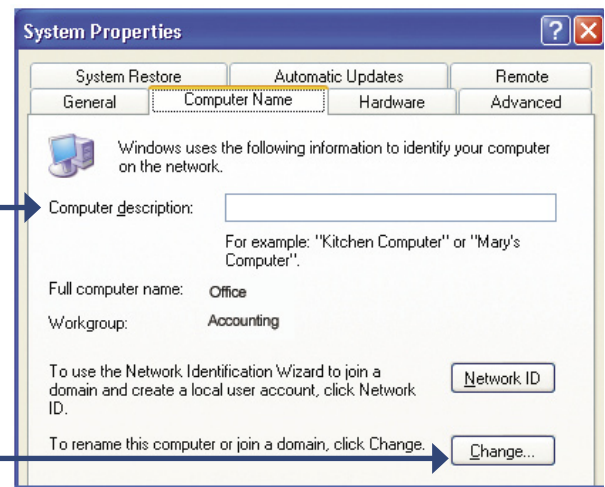 System Properties
System Restore
Automatic Updates
Remote
General
Computer Name
Hardware
Advanced
Windows uses the following information to identify your computer
on the network.
Computer description:
For example: "Kitchen Computer" or "Mary's
Computer".
Full computer name: Office
Workgroup: Accounting
To use the Network Identification Wizard to join a
domain and create a local user account, click Network
ID.
Network ID
To rename this computer or join a domain, click Change.
Change...